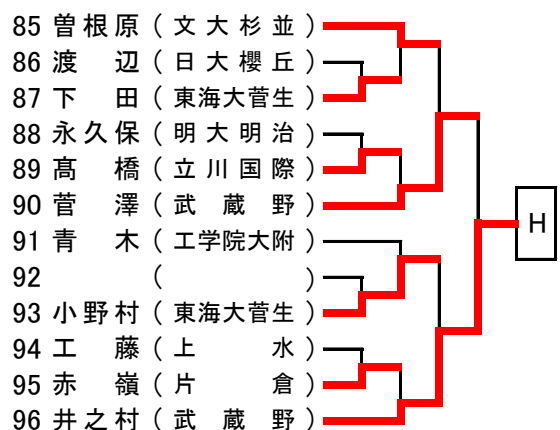 85 曽根原 ( 文大杉並 )
86 渡辺 ( 日大櫻丘 )
87 下田 ( 東海大菅生 )
88 永久保 ( 明大明治 )
89 髙橋 ( 立川国際 )
90 菅澤 ( 武蔵野 )
91 青木 ( 工学院大附 )
92 ( )
93 小野村 ( 東海大菅生 )
94 工藤 ( 上水 )
95 赤嶺 ( 片倉 )
96 井之村 ( 武蔵野 )
H